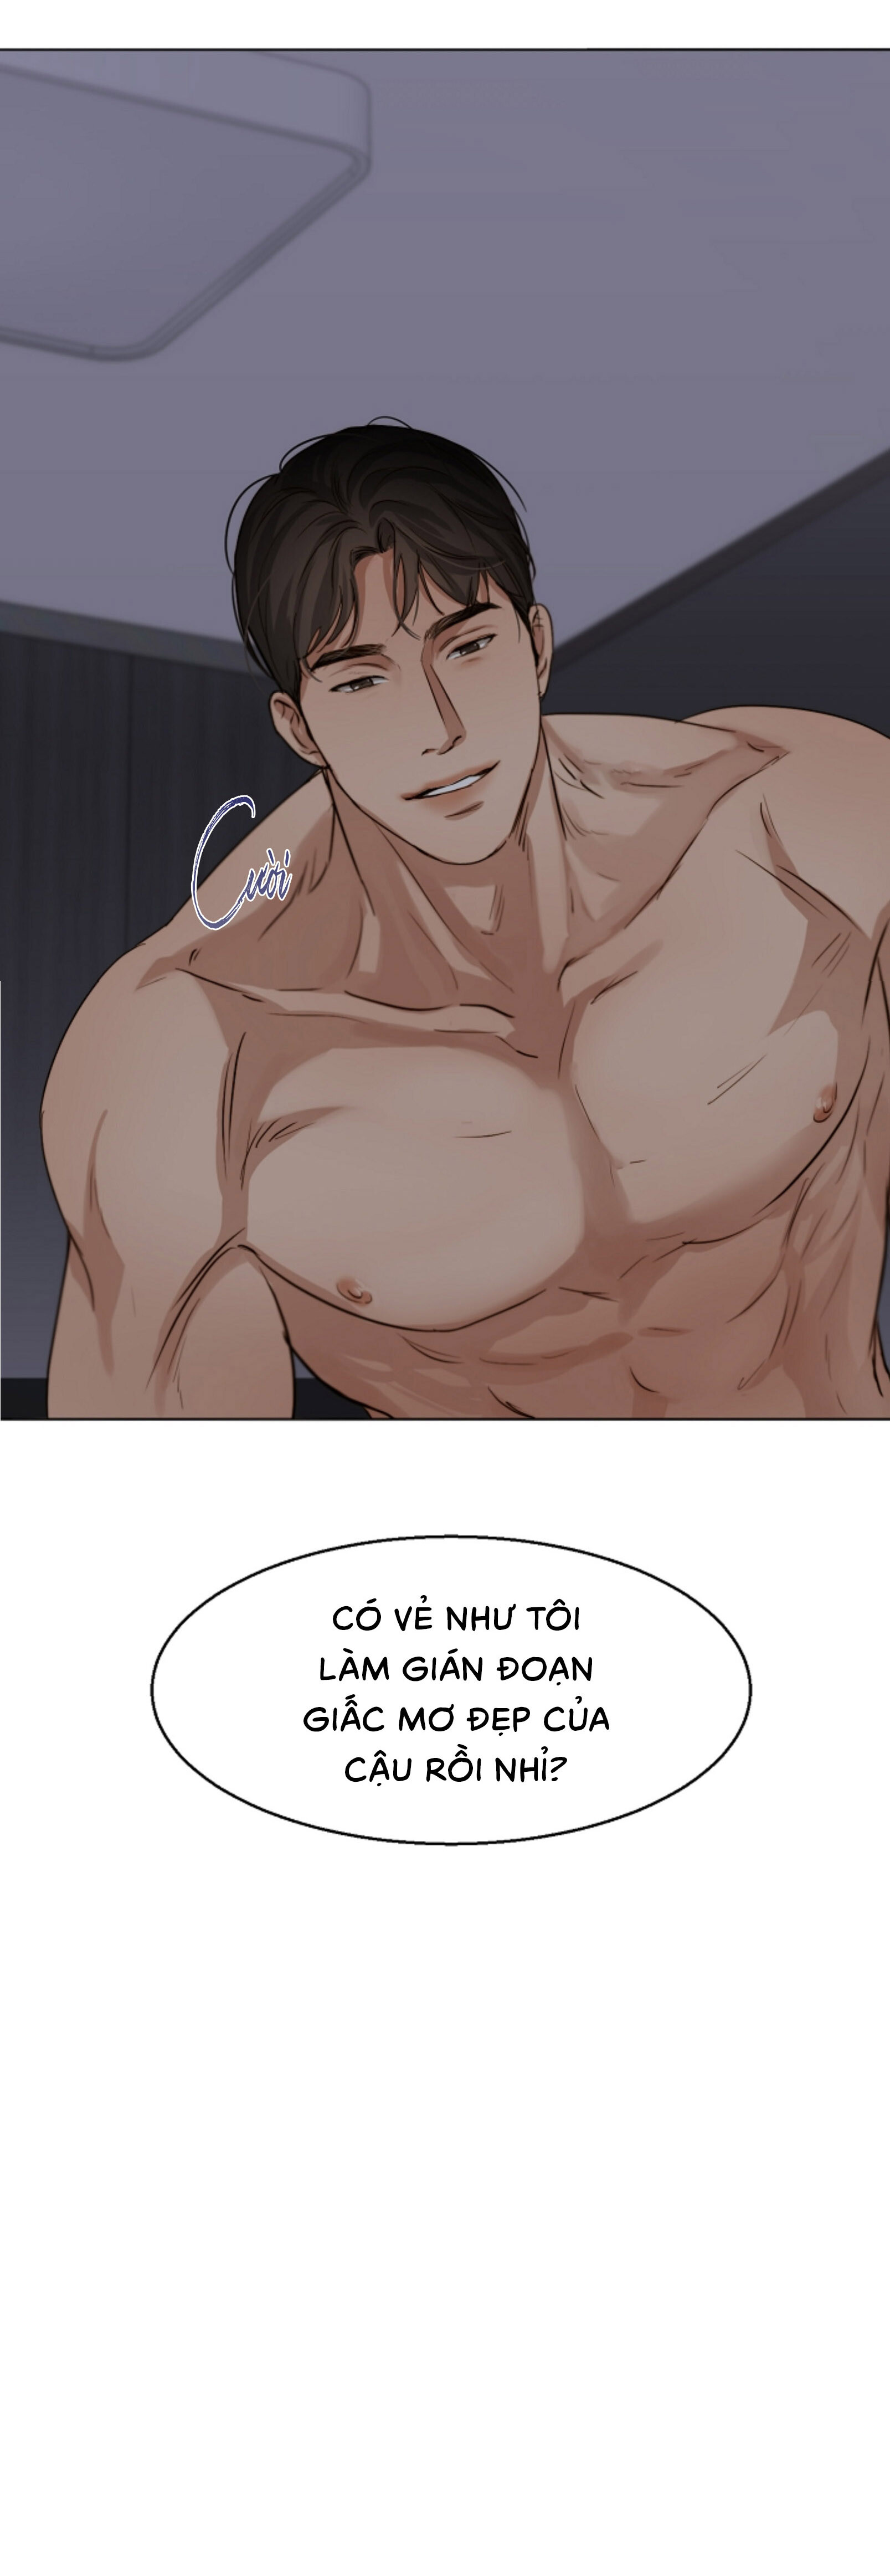 Cười
CÓ VẺ NHƯ TÔI
LÀM GIÁN ĐOẠN
GIẤC MƠ ĐẸP CỦA
CẬU RỒI NHỈ?